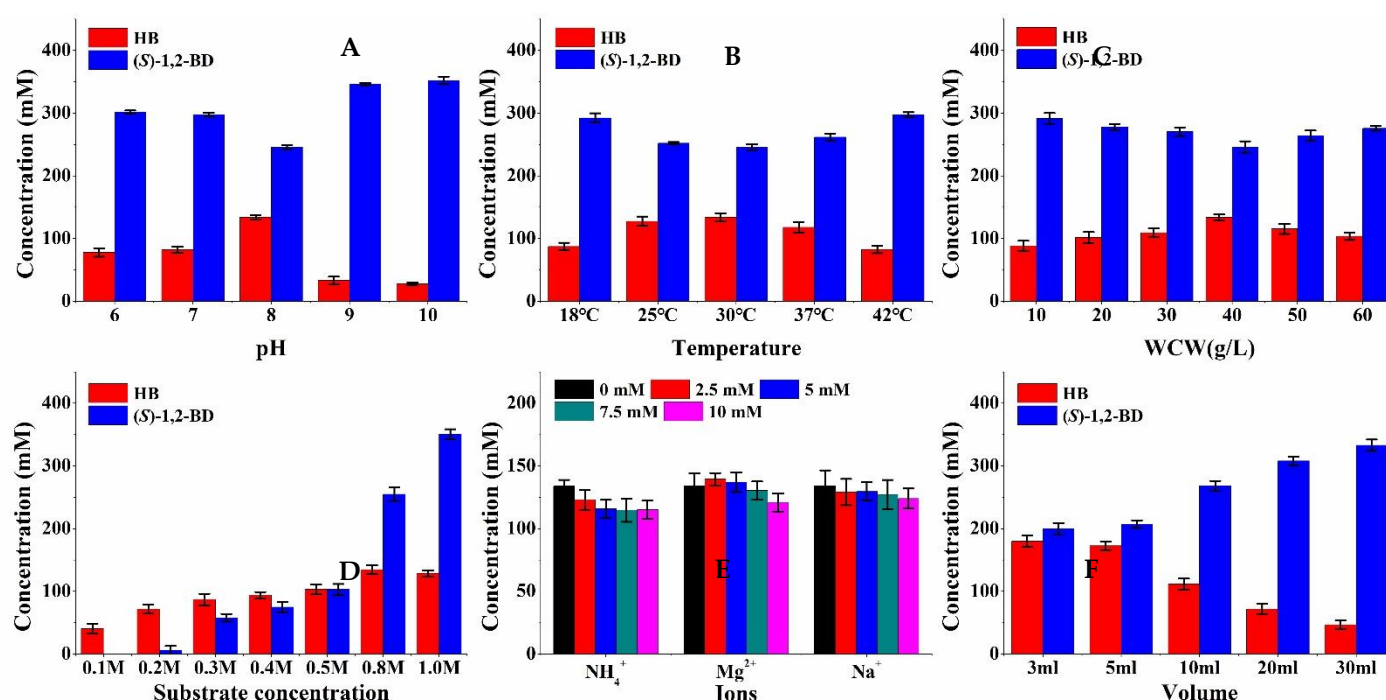 HB
(S)-1,2-BD
A
400
300
200
100
0
Concentration (mM)
6 7 8 9 10
pH
HB
(S)-1,2-BD
B
400
300
200
100
0
Concentration (mM)
18°C 25°C 30°C 37°C 42°C
Temperature
HB
(S)-1,2-BD
C
400
300
200
100
0
Concentration (mM)
10 20 30 40 50 60
WCW(g/L)
HB
(S)-1,2-BD
D
400
300
200
100
0
Concentration (mM)
0.1M 0.2M 0.3M 0.4M 0.5M 0.8M 1.0M
Substrate concentration
0 mM 2.5 mM 5 mM
7.5 mM 10 mM
E
200
150
100
50
0
Concentration (mM)
NH₄⁺ Mg²⁺ Na⁺
Ions
HB
(S)-1,2-BD
F
400
300
200
100
0
Concentration (mM)
3ml 5ml 10ml 20ml 30ml
Volume